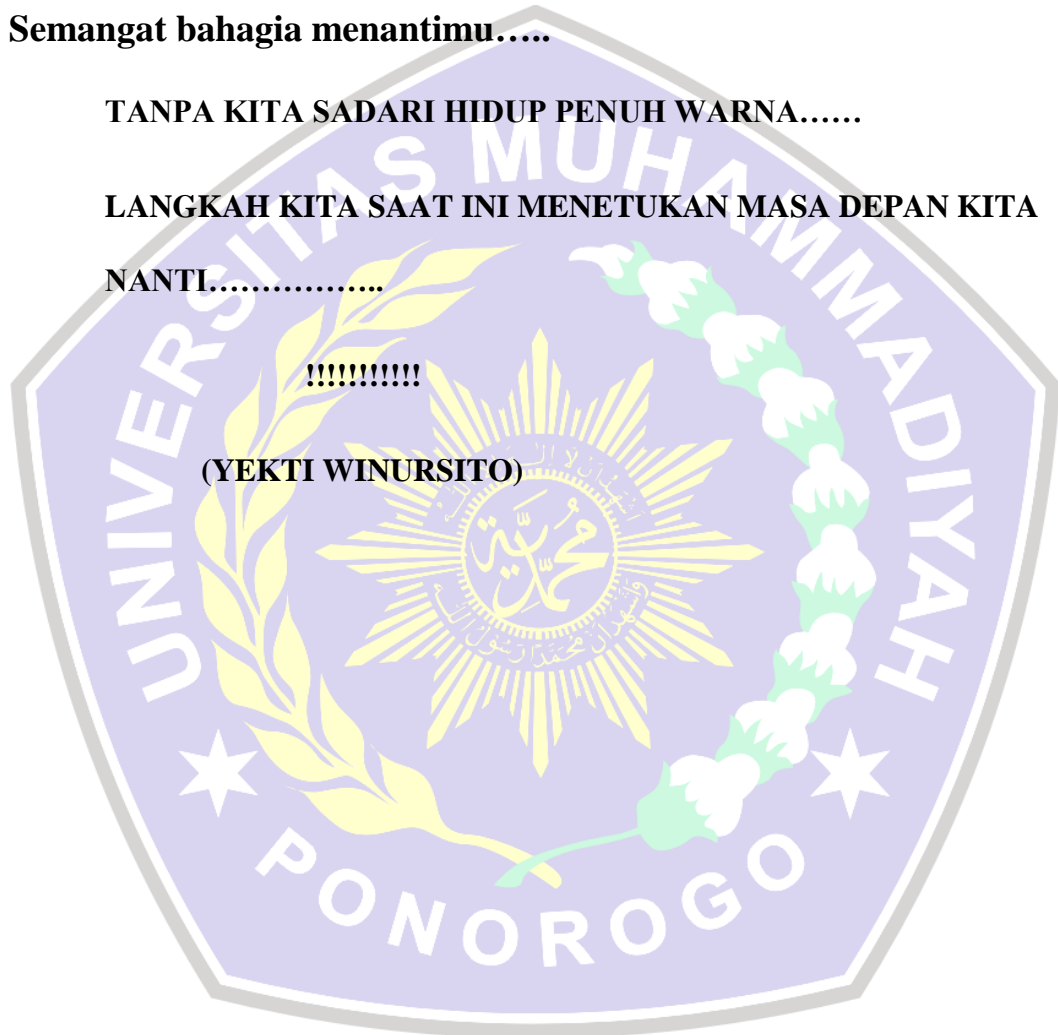 Semangat bahagia menantimu…..
TANPA KITA SADARI HIDUP PENUH WARNA……
LANGKAH KITA SAAT INI MENETUKAN MASA DEPAN KITA
NANTI……………..
!!!!!!!!!!!
(YEKTI WINURSITO)
UNIVERSITAS MUHAMMADIYAH
PONOROGO
محمدية